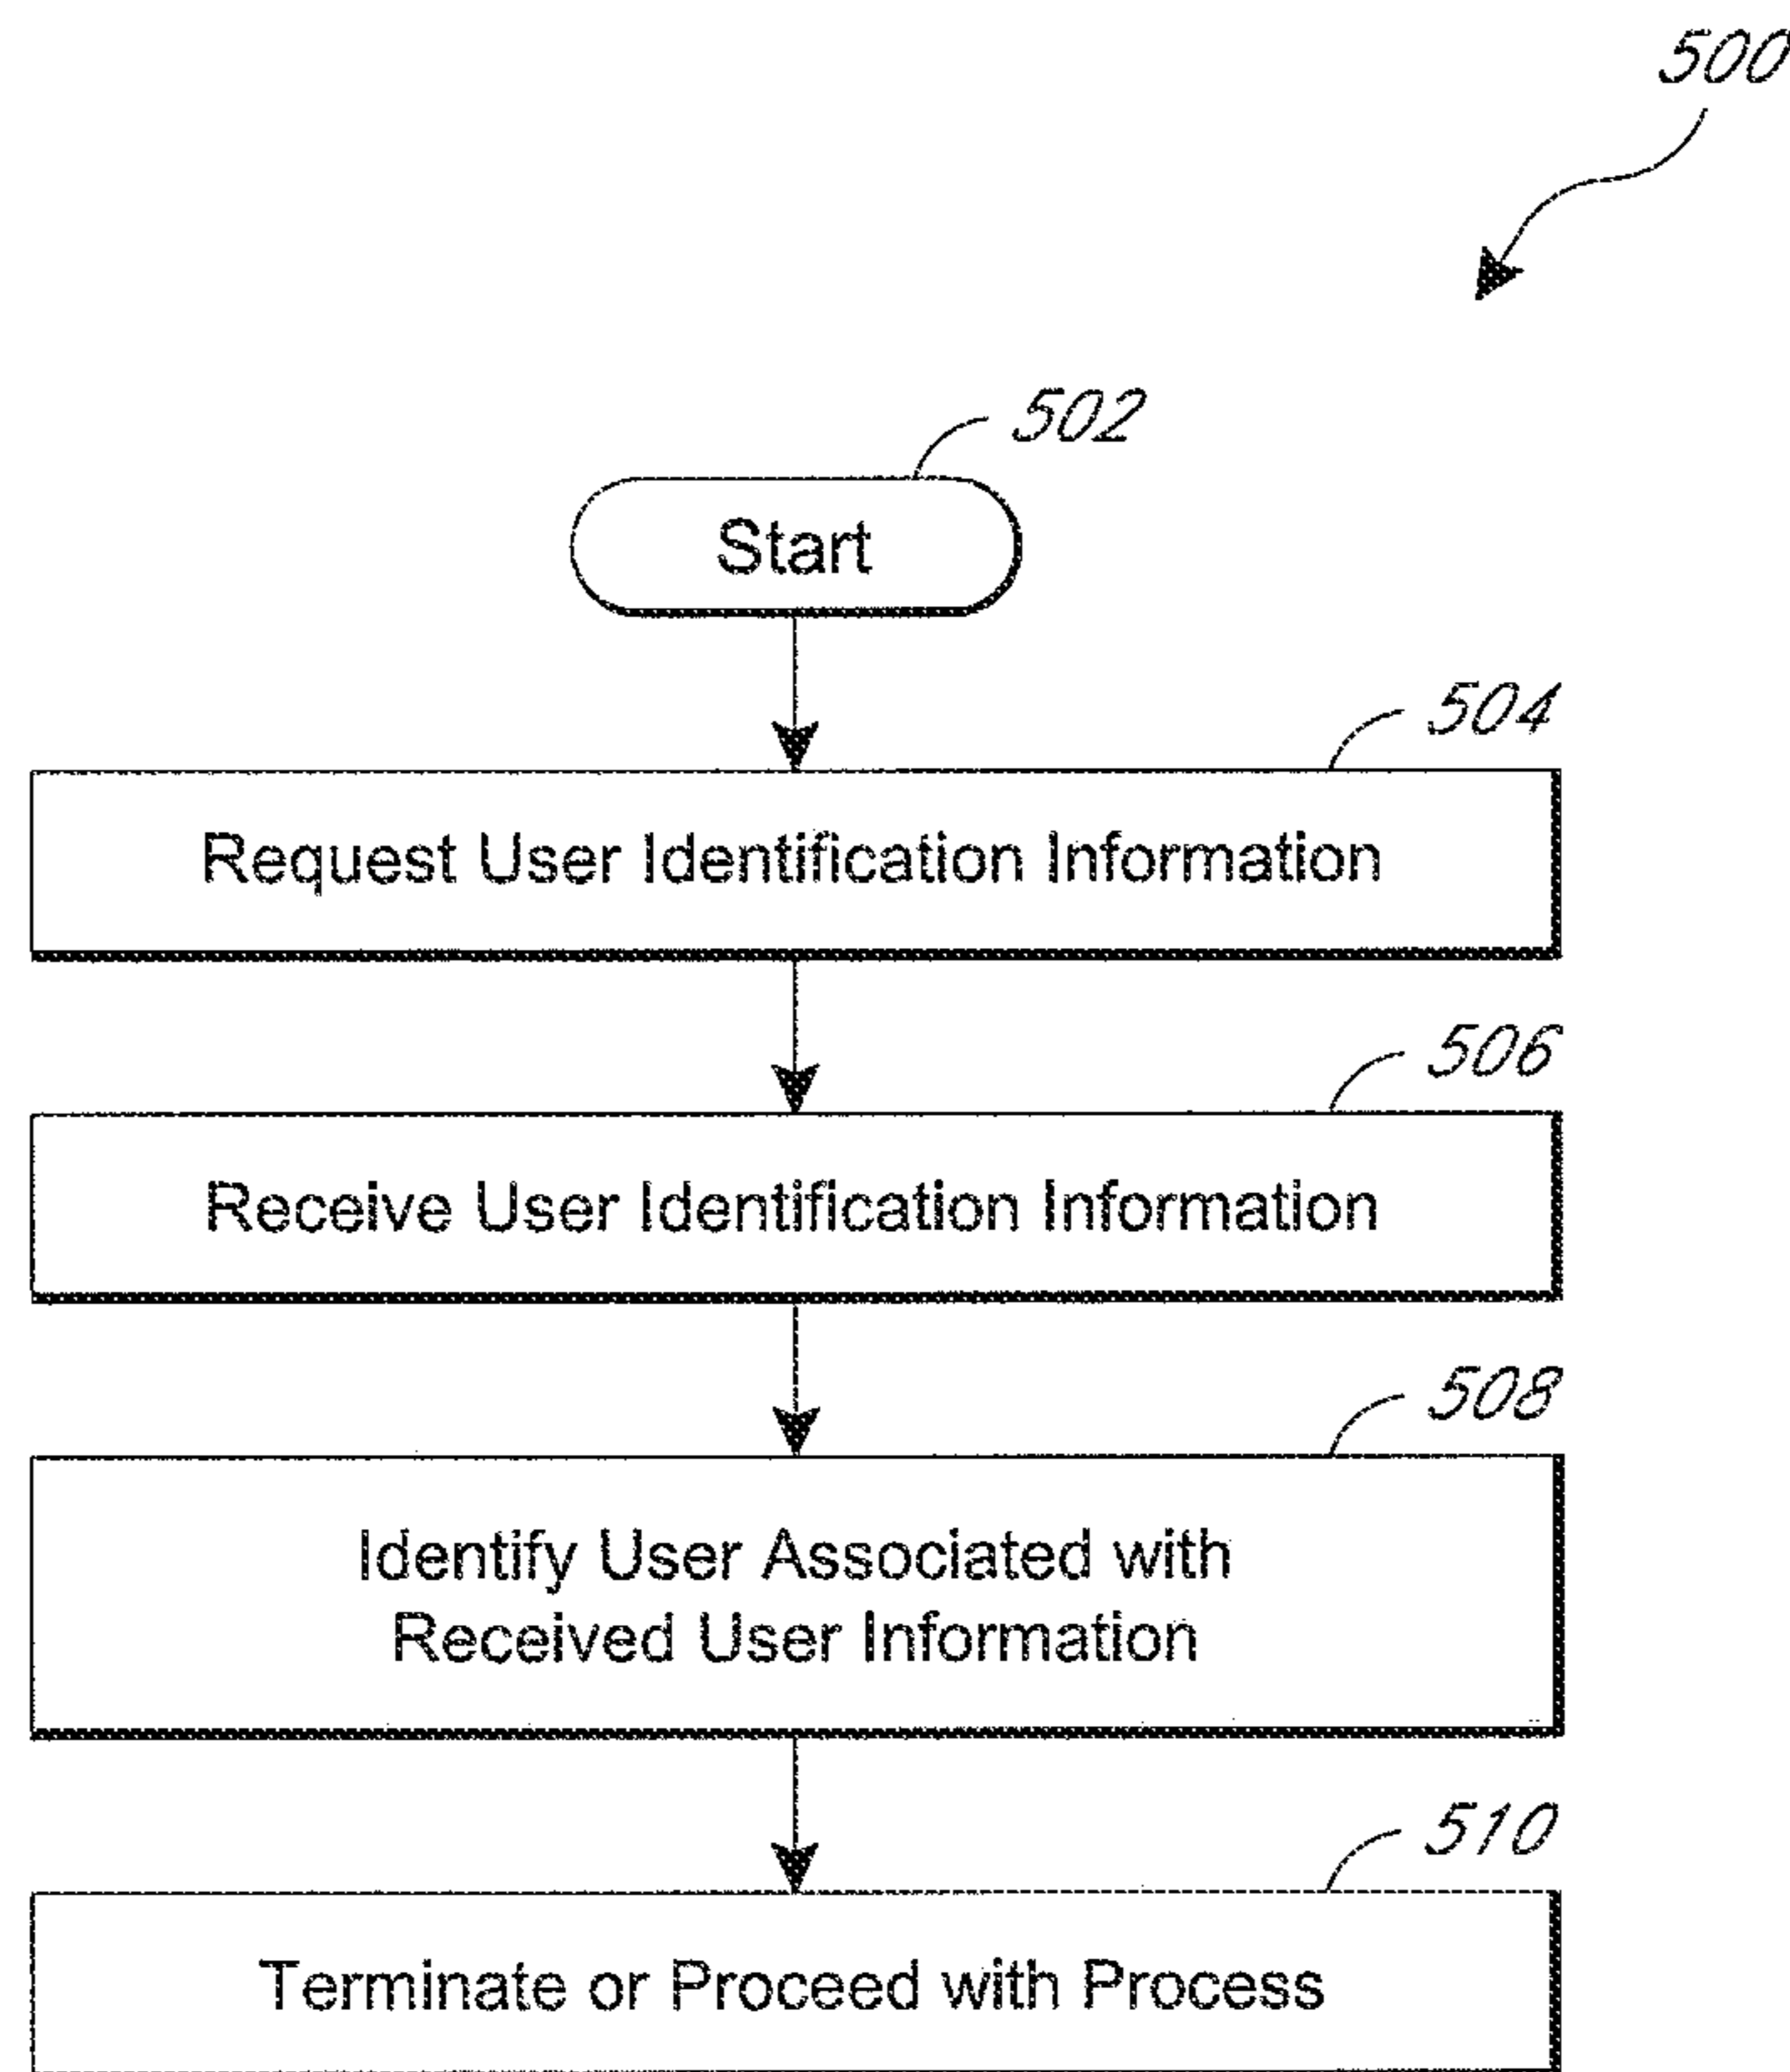 500
502
Start
504
Request User Identification Information
506
Receive User Identification Information
508
Identify User Associated with
Received User Information
510
Terminate or Proceed with Process